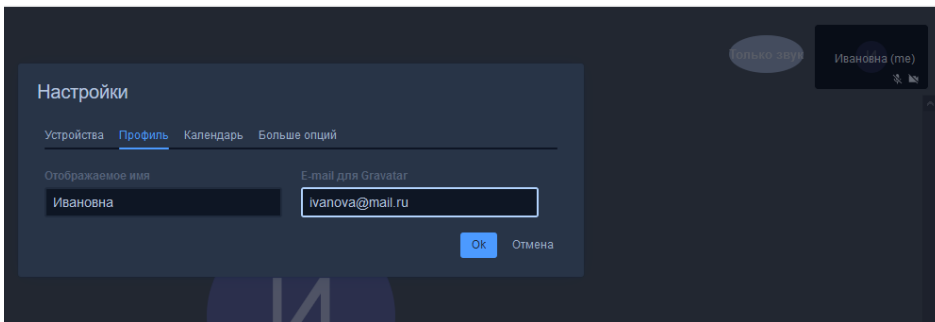 Только звук
Ивановна (me)
И
Настройки
Устройства Профиль Календарь Больше опций
Отображаемое имя E-mail для Gravatar
Ивановна ivanova@mail.ru
Ok Отмена
И